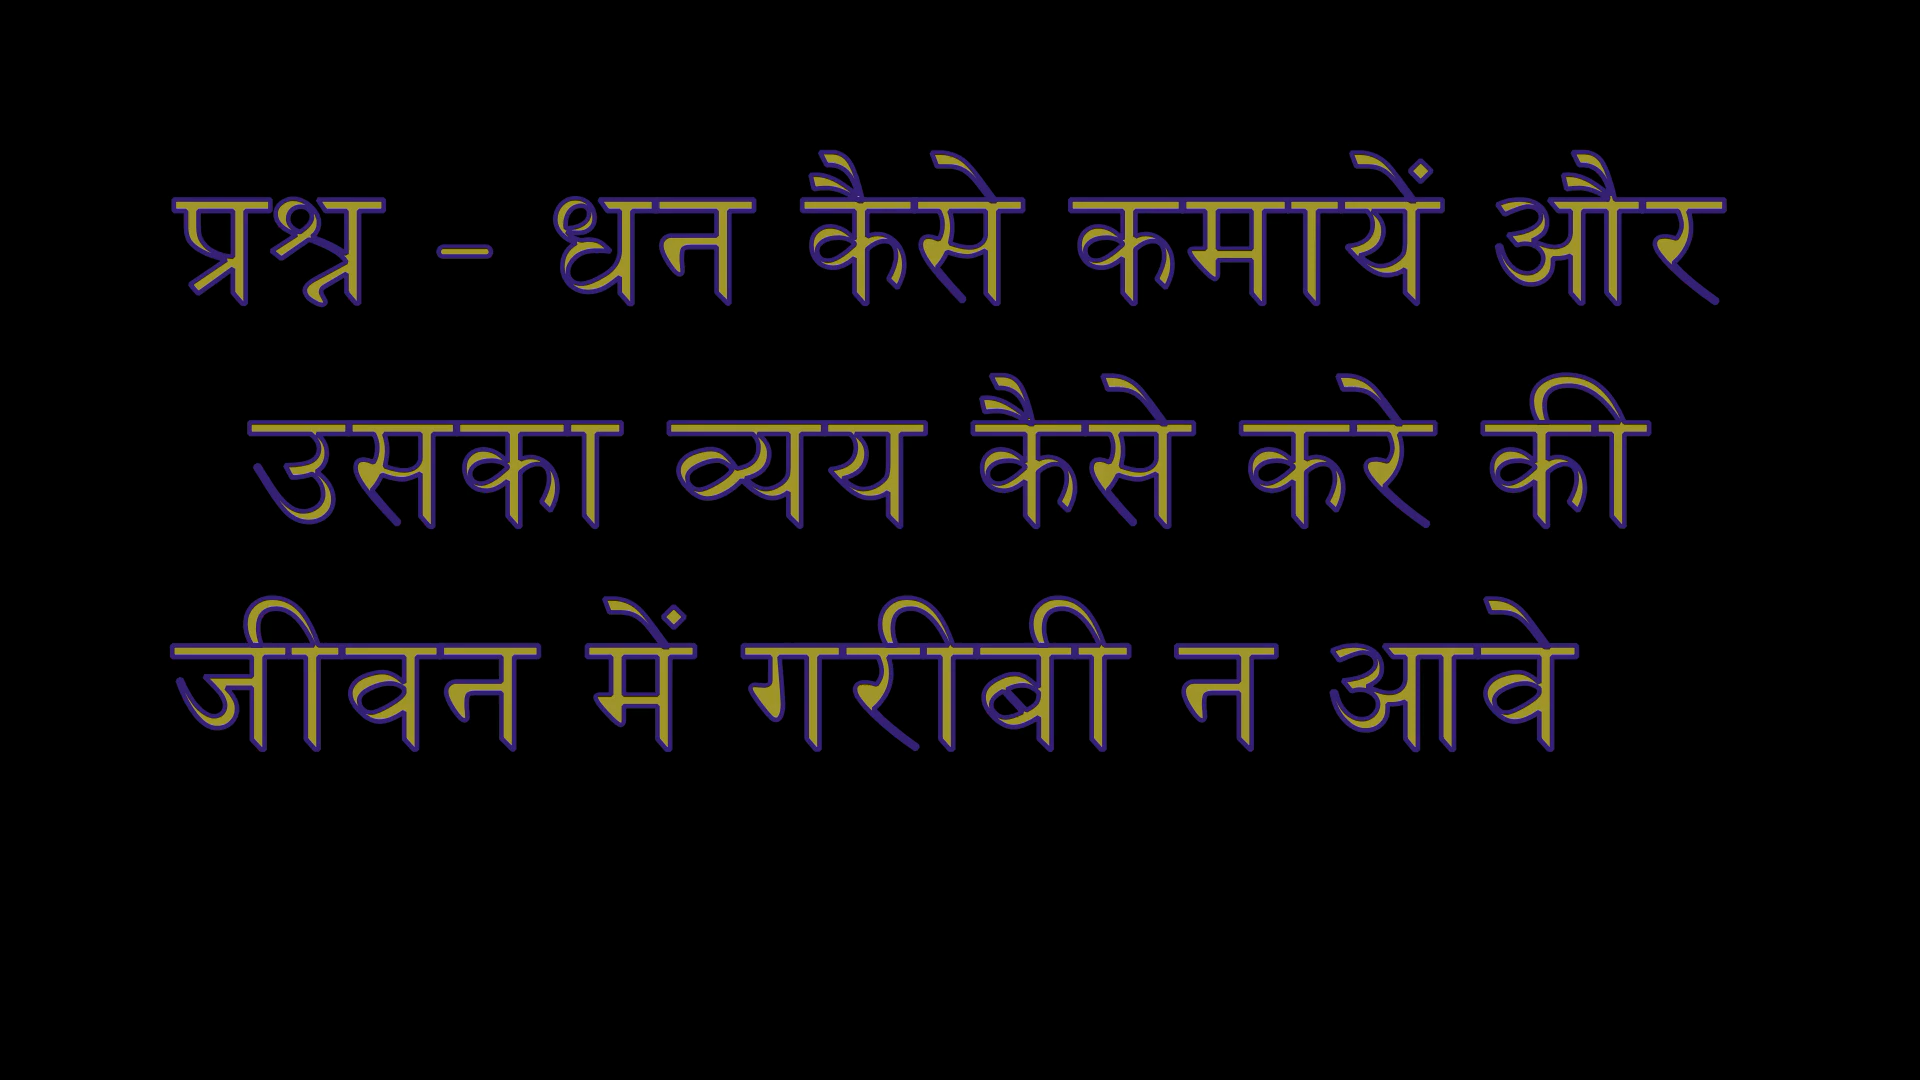 प्रश्न - धन कैसे कमायें और
उसका व्यय कैसे करे की
जीवन में गरीबी न आवे